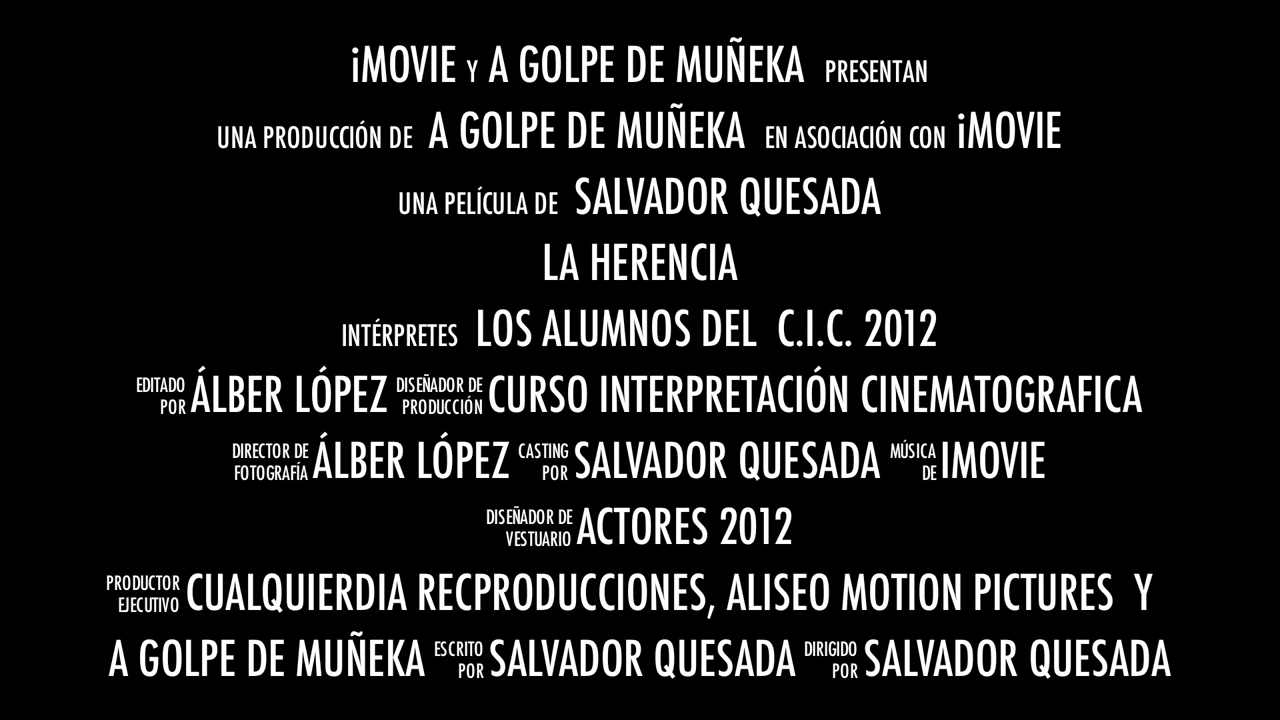 iMOVIE Y A GOLPE DE MUÑEKA PRESENTAN
UNA PRODUCCIÓN DE A GOLPE DE MUÑEKA EN ASOCIACIÓN CON iMOVIE
UNA PELÍCULA DE SALVADOR QUESADA
LA HERENCIA
INTÉRPRETES LOS ALUMNOS DEL C.I.C. 2012
EDITADO POR ÁLBER LÓPEZ DISEÑADOR DE PRODUCCIÓN CURSO INTERPRETACIÓN CINEMATOGRAFICA
DIRECTOR DE FOTOGRAFÍA ÁLBER LÓPEZ CASTING POR SALVADOR QUESADA MÚSICA DE IMOVIE
DISEÑADOR DE VESTUARIO ACTORES 2012
PRODUCTOR EJECUTIVO CUALQUIERDIA RECPRODUCCIONES, ALISEO MOTION PICTURES Y
A GOLPE DE MUÑEKA ESCRITO POR SALVADOR QUESADA DIRIGIDO POR SALVADOR QUESADA